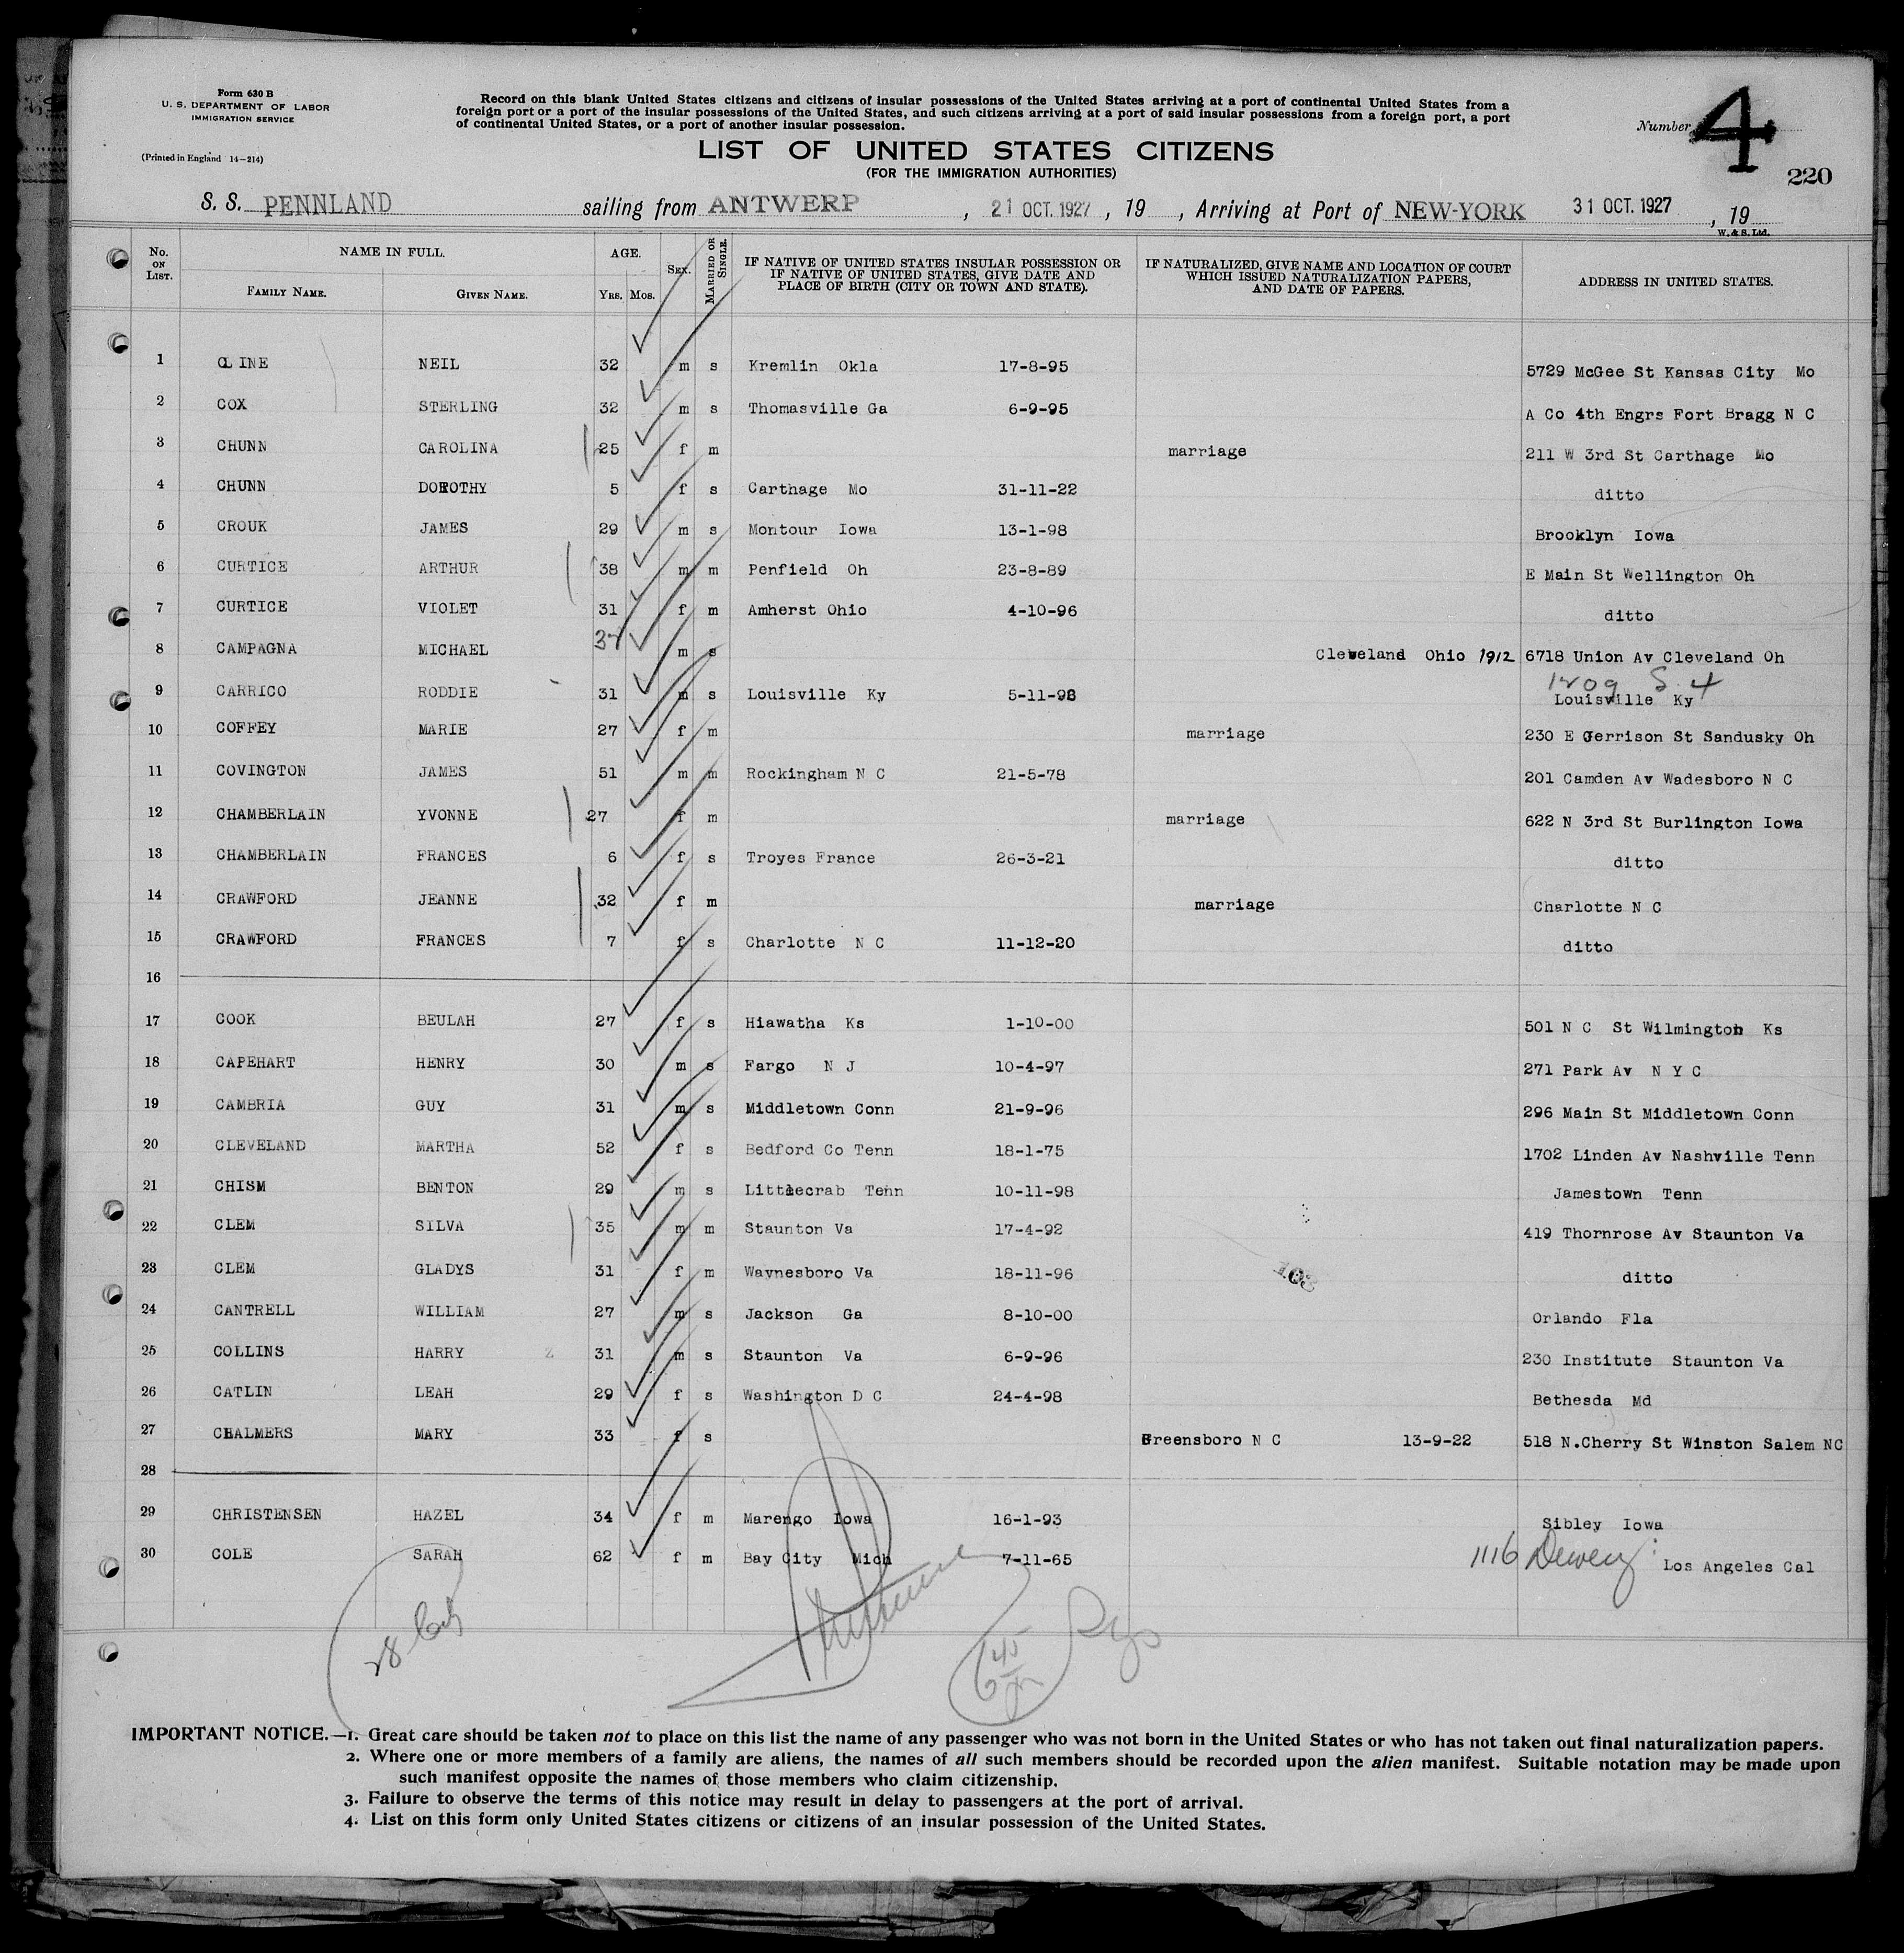 Form 630 B
U. S. DEPARTMENT OF LABOR
IMMIGRATION SERVICE
(Printed in England 14-214)
Record on this blank United States citizens and citizens of insular possessions of the United States arriving at a port of continental United States from a
foreign port or a port of the insular possessions of the United States, and such citizens arriving at a port of said insular possessions from a foreign port, a port
of continental United States, or a port of another insular possession.
Number 4
220
LIST OF UNITED STATES CITIZENS
(FOR THE IMMIGRATION AUTHORITIES)
S. S. PENNLAND sailing from ANTWERP , 21 OCT. 1927 , 19 , Arriving at Port of NEW-YORK 31 OCT. 1927 , 19
W. & S. Ltd.
No. ON LIST. NAME IN FULL. FAMILY NAME. GIVEN NAME. AGE. YRS. MOS. SEX. MARRIED OR SINGLE. IF NATIVE OF UNITED STATES INSULAR POSSESSION OR IF NATIVE OF UNITED STATES, GIVE DATE AND PLACE OF BIRTH (CITY OR TOWN AND STATE). IF NATURALIZED, GIVE NAME AND LOCATION OF COURT WHICH ISSUED NATURALIZATION PAPERS, AND DATE OF PAPERS. ADDRESS IN UNITED STATES.
1 CLINE NEIL 32 m s Kremlin Okla 17-8-95 5729 McGee St Kansas City Mo
2 COX STERLING 32 m s Thomasville Ga 6-9-95 A Co 4th Engrs Fort Bragg N C
3 CHUNN CAROLINA 25 f m marriage 211 W 3rd St Carthage Mo
4 CHUNN DOROTHY 5 f s Carthage Mo 31-11-22 ditto
5 CROUK JAMES 29 m s Montour Iowa 13-1-98 Brooklyn Iowa
6 CURTICE ARTHUR 38 m m Penfield Oh 23-8-89 E Main St Wellington Oh
7 CURTICE VIOLET 31 f m Amherst Ohio 4-10-96 ditto
8 CAMPAGNA MICHAEL 37 m s Cleveland Ohio 1912 6718 Union Av Cleveland Oh
9 CARRICO RODDIE 31 m s Louisville Ky 5-11-98 1209 S. 4 Louisville Ky
10 COFFEY MARIE 27 f m marriage 230 E Gerrison St Sandusky Oh
11 COVINGTON JAMES 51 m m Rockingham N C 21-5-78 201 Camden Av Wadesboro N C
12 CHAMBERLAIN YVONNE 27 f m marriage 622 N 3rd St Burlington Iowa
13 CHAMBERLAIN FRANCES 6 f s Troyes France 26-3-21 ditto
14 CRAWFORD JEANNE 32 f m marriage Charlotte N C
15 CRAWFORD FRANCES 7 f s Charlotte N C 11-12-20 ditto
16
17 COOK BEULAH 27 f s Hiawatha Ks 1-10-00 501 N C St Wilmington Ks
18 CAPEHART HENRY 30 m s Fargo N J 10-4-97 271 Park Av N Y C
19 CAMBRIA GUY 31 m s Middletown Conn 21-9-96 296 Main St Middletown Conn
20 CLEVELAND MARTHA 52 f s Bedford Co Tenn 18-1-75 1702 Linden Av Nashville Tenn
21 CHISM BENTON 29 m s Littlecrab Tenn 10-11-98 Jamestown Tenn
22 CLEM SILVA 35 m m Staunton Va 17-4-92 419 Thornrose Av Staunton Va
23 CLEM GLADYS 31 f m Waynesboro Va 18-11-96 ditto
24 CANTRELL WILLIAM 27 m s Jackson Ga 8-10-00 Orlando Fla
25 COLLINS HARRY 31 m s Staunton Va 6-9-96 230 Institute Staunton Va
26 CATLIN LEAH 29 f s Washington D C 24-4-98 Bethesda Md
27 CHALMERS MARY 33 f s Greensboro N C 13-9-22 518 N.Cherry St Winston Salem NC
28
29 CHRISTENSEN HAZEL 34 f m Marengo Iowa 16-1-93 Sibley Iowa
30 COLE SARAH 62 f m Bay City Mich 7-11-65 1116 Dewey Los Angeles Cal
IMPORTANT NOTICE.—1. Great care should be taken not to place on this list the name of any passenger who was not born in the United States or who has not taken out final naturalization papers.
2. Where one or more members of a family are aliens, the names of all such members should be recorded upon the alien manifest. Suitable notation may be made upon
such manifest opposite the names of those members who claim citizenship.
3. Failure to observe the terms of this notice may result in delay to passengers at the port of arrival.
4. List on this form only United States citizens or citizens of an insular possession of the United States.